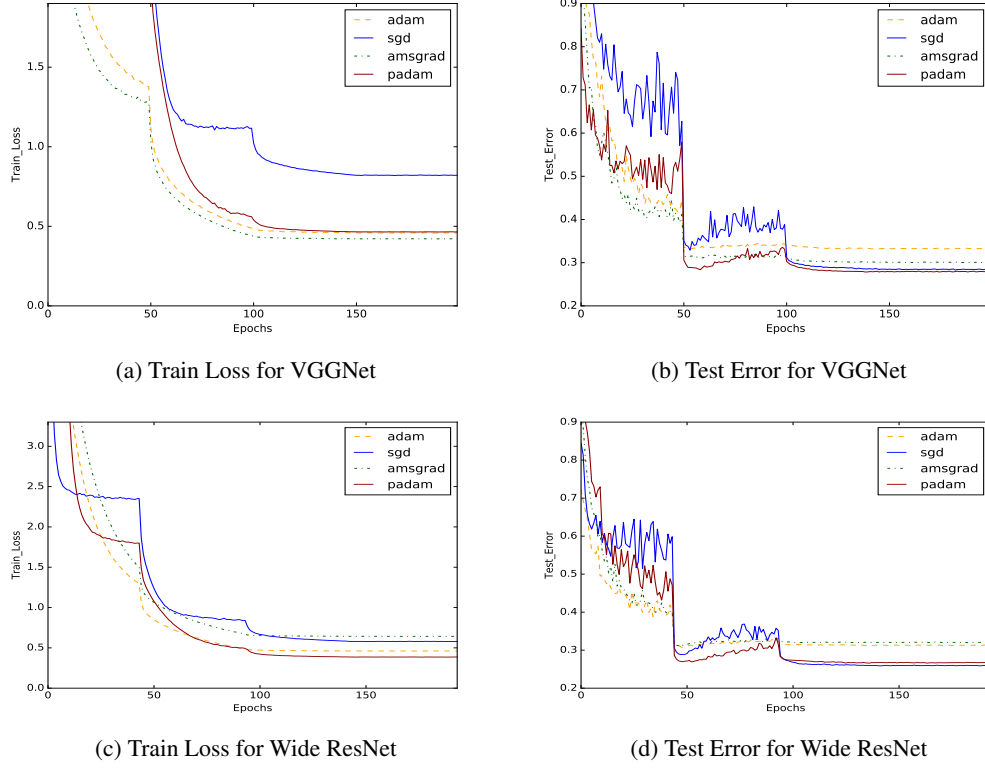 Train_Loss
1.5
1.0
0.5
0.0
0
50
100
150
Epochs
adam
sgd
amsgrad
padam
(a) Train Loss for VGGNet
Test_Error
0.9
0.8
0.7
0.6
0.5
0.4
0.3
0.2
0
50
100
150
Epochs
adam
sgd
amsgrad
padam
(b) Test Error for VGGNet
Train_Loss
3.0
2.5
2.0
1.5
1.0
0.5
0.0
0
50
100
150
Epochs
adam
sgd
amsgrad
padam
(c) Train Loss for Wide ResNet
Test_Error
0.9
0.8
0.7
0.6
0.5
0.4
0.3
0.2
0
50
100
150
Epochs
adam
sgd
amsgrad
padam
(d) Test Error for Wide ResNet